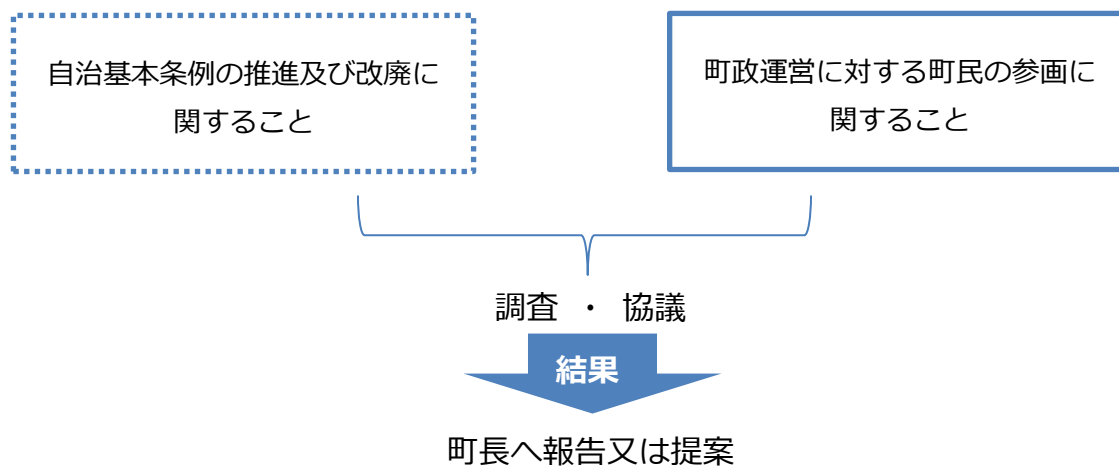 自治基本条例の推進及び改廃に
関すること
町政運営に対する町民の参画に
関すること
調査 ・ 協議
結果
町長へ報告又は提案